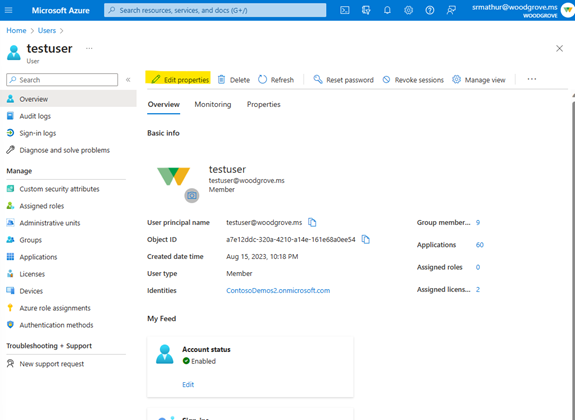 Microsoft Azure
Search resources, services, and docs (G+/)
srmathur@woodgrove.ms
WOODGROVE
Home > Users >
testuser ...
User
Search
«
Edit properties
Delete
Refresh
Reset password
Revoke sessions
Manage view
...
Overview
Audit logs
Sign-in logs
Diagnose and solve problems
Manage
Custom security attributes
Assigned roles
Administrative units
Groups
Applications
Licenses
Devices
Azure role assignments
Authentication methods
Troubleshooting + Support
New support request
Overview Monitoring Properties
Basic info
testuser
testuser@woodgrove.ms
Member
User principal name testuser@woodgrove.ms
Object ID a7e12ddc-320a-4210-a14e-161e68a0ee54
Created date time Aug 15, 2023, 10:18 PM
User type Member
Identities ContosoDemos2.onmicrosoft.com
Group member... 9
Applications 60
Assigned roles 0
Assigned licens... 2
My Feed
Account status
Enabled
Edit